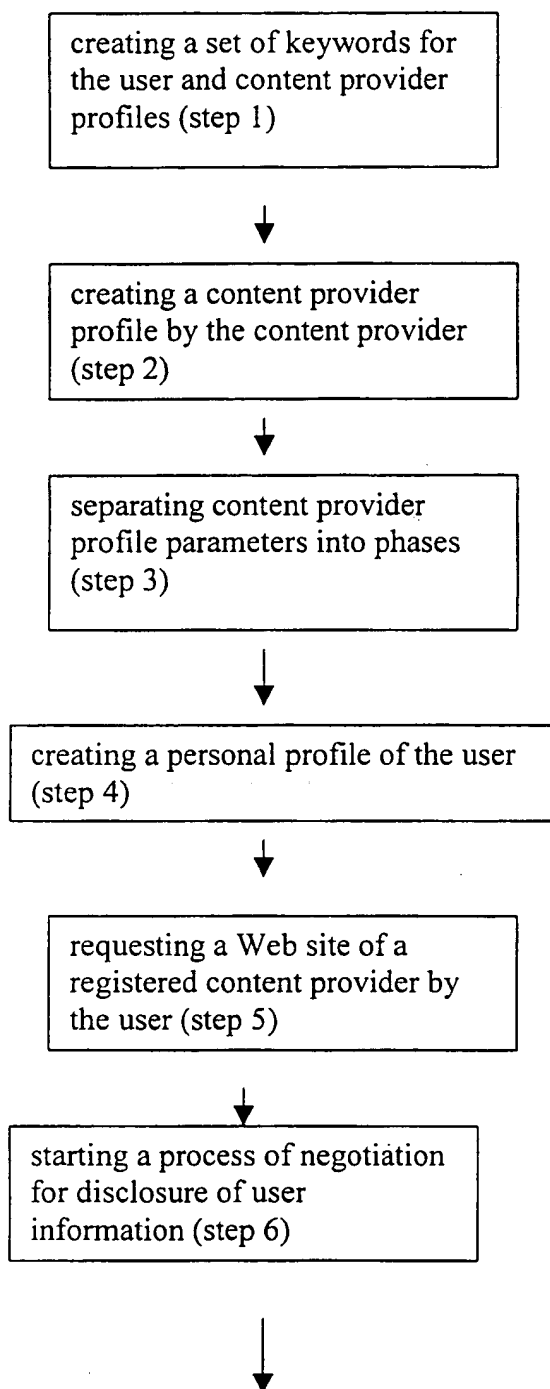 creating a set of keywords for
the user and content provider
profiles (step 1)
creating a content provider
profile by the content provider
(step 2)
separating content provider
profile parameters into phases
(step 3)
creating a personal profile of the user
(step 4)
requesting a Web site of a
registered content provider by
the user (step 5)
starting a process of negotiation
for disclosure of user
information (step 6)